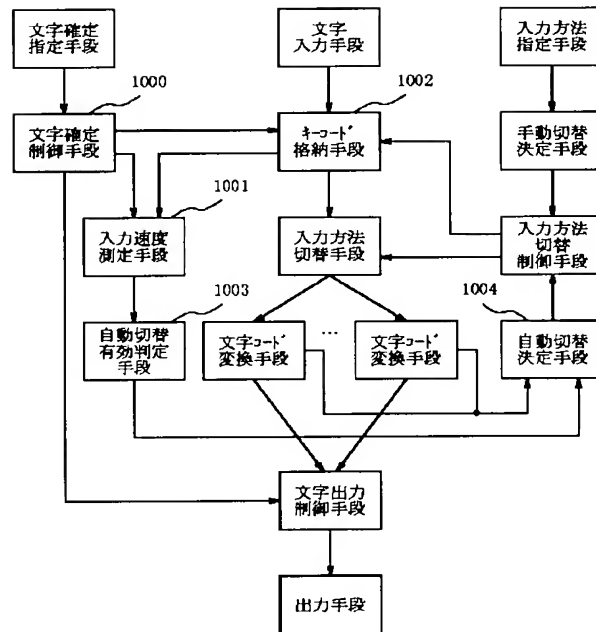 文字確定
指定手段
文字
入力手段
入力方法
指定手段
1000
1002
文字確定
制御手段
キーコード
格納手段
手動切替
決定手段
1001
入力速度
測定手段
入力方法
切替手段
入力方法
切替
制御手段
1003
1004
自動切替
有効判定
手段
文字コード
変換手段
…
文字コード
変換手段
自動切替
決定手段
文字出力
制御手段
出力手段